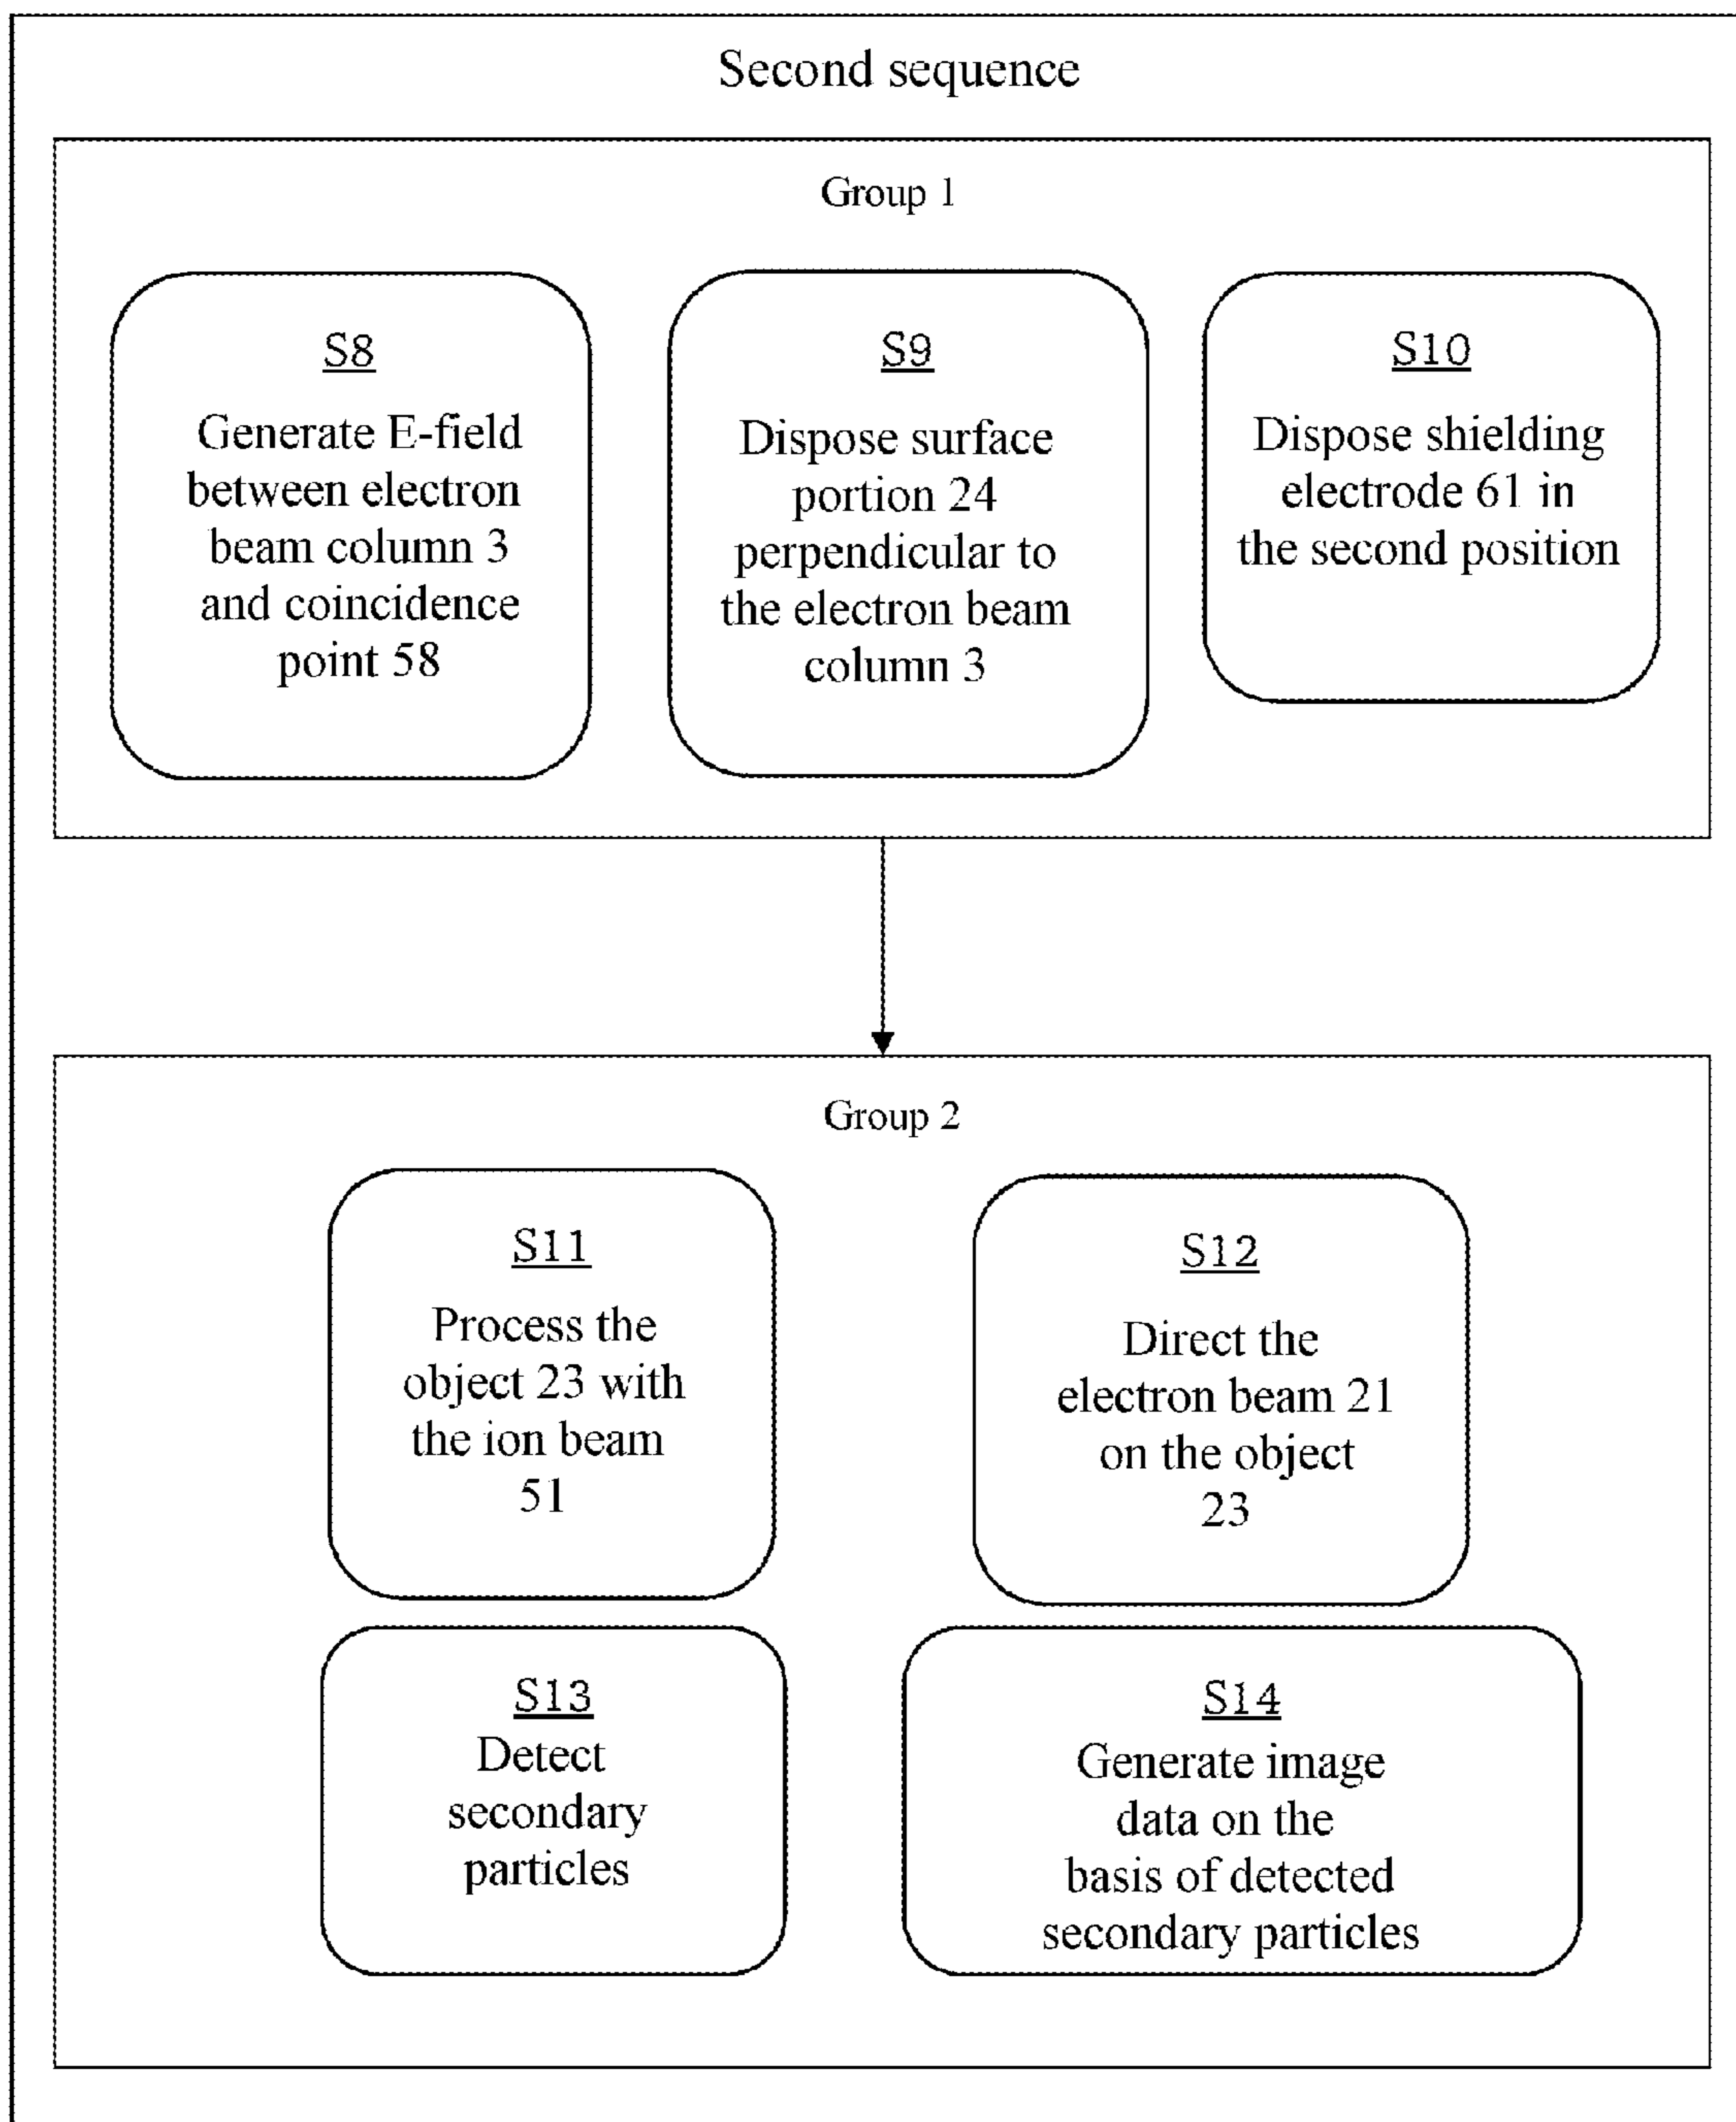 Second sequence
Group 1
S8
Generate E-field
between electron
beam column 3
and coincidence
point 58
S9
Dispose surface
portion 24
perpendicular to
the electron beam
column 3
S10
Dispose shielding
electrode 61 in
the second position
Group 2
S11
Process the
object 23 with
the ion beam
51
S12
Direct the
electron beam 21
on the object
23
S13
Detect
secondary
particles
S14
Generate image
data on the
basis of detected
secondary particles